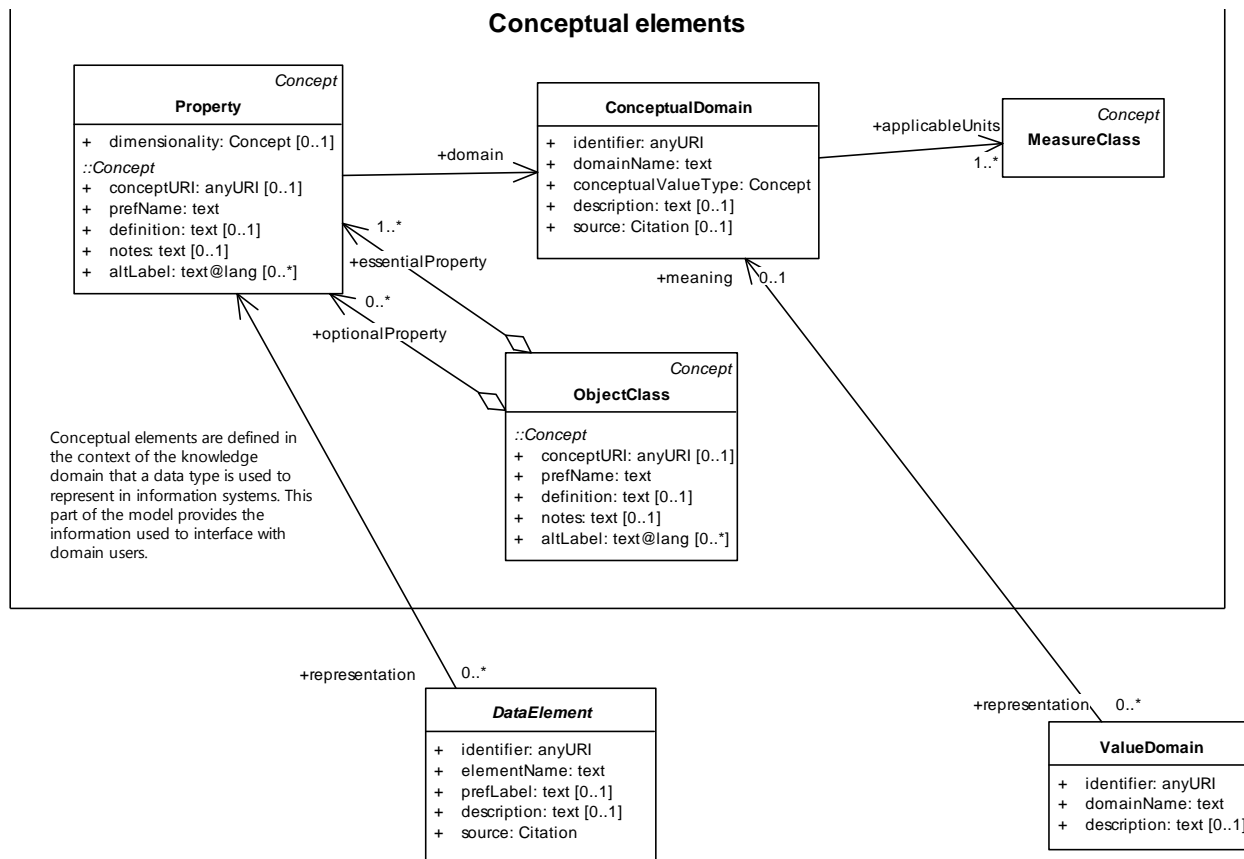 Conceptual elements
Concept
Property
+ dimensionality: Concept [0..1]
::Concept
+ conceptURI: anyURI [0..1]
+ prefName: text
+ definition: text [0..1]
+ notes: text [0..1]
+ altLabel: text@lang [0..*]
+domain
ConceptualDomain
+ identifier: anyURI
+ domainName: text
+ conceptualValueType: Concept
+ description: text [0..1]
+ source: Citation [0..1]
+applicableUnits
1..*
Concept
MeasureClass
1..*
+essentialProperty
0..*
+optionalProperty
+meaning
0..1
Concept
ObjectClass
::Concept
+ conceptURI: anyURI [0..1]
+ prefName: text
+ definition: text [0..1]
+ notes: text [0..1]
+ altLabel: text@lang [0..*]
Conceptual elements are defined in
the context of the knowledge
domain that a data type is used to
represent in information systems. This
part of the model provides the
information used to interface with
domain users.
+representation
0..*
DataElement
+ identifier: anyURI
+ elementName: text
+ prefLabel: text [0..1]
+ description: text [0..1]
+ source: Citation
+representation
0..*
ValueDomain
+ identifier: anyURI
+ domainName: text
+ description: text [0..1]